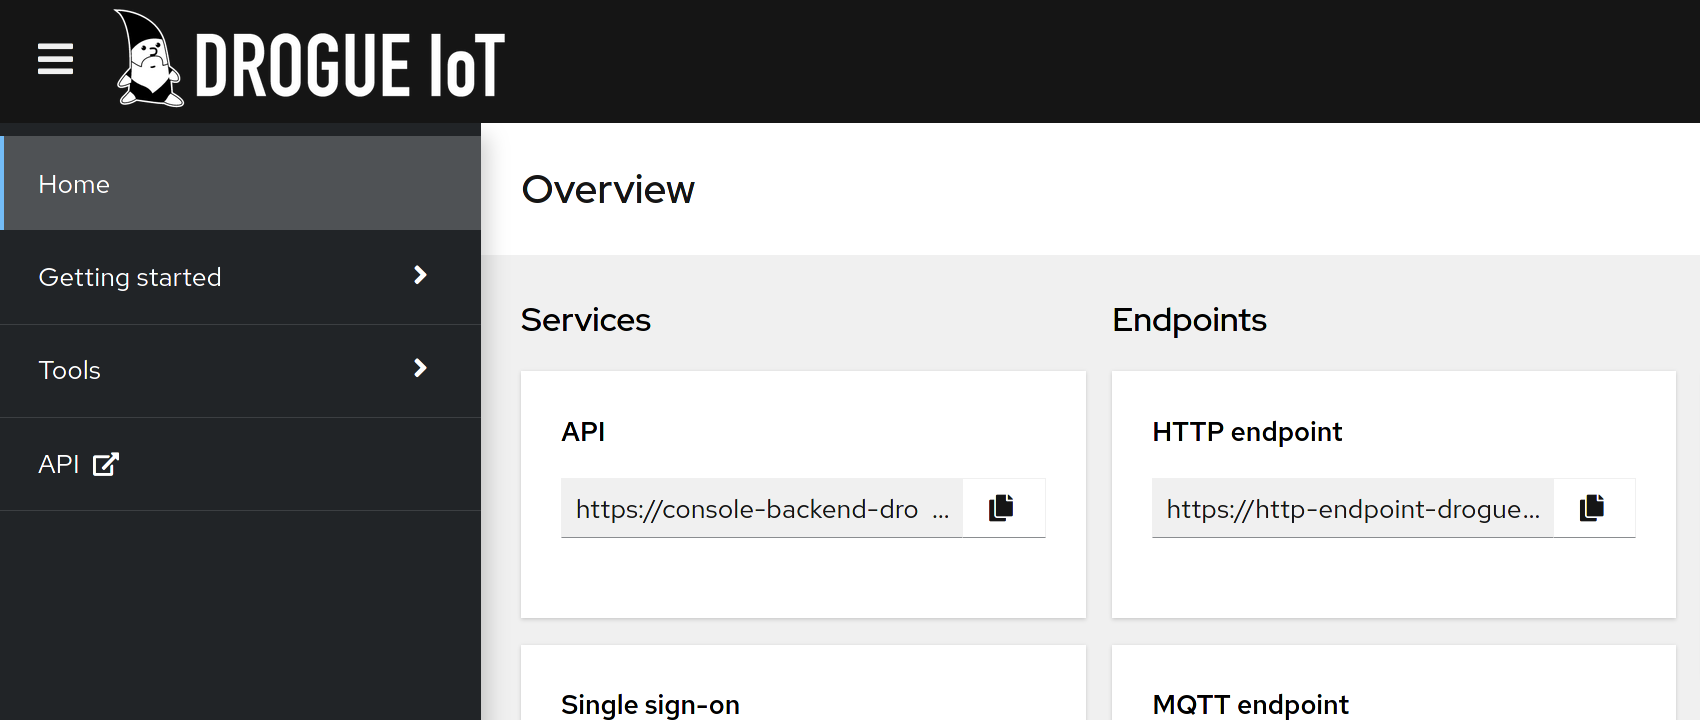 DROGUE IoT
Home
Getting started
Tools
API
Overview
Services
API
https://console-backend-dro ...
Single sign-on
Endpoints
HTTP endpoint
https://http-endpoint-drogue...
MQTT endpoint